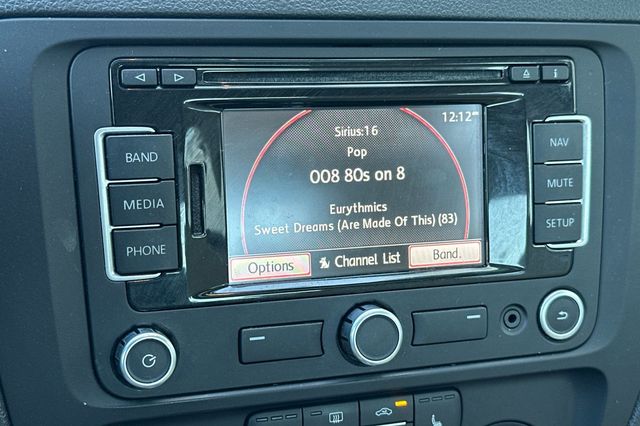 BAND
MEDIA
PHONE
Sirius:16
12:12 PM
Pop
008 80s on 8
Eurythmics
Sweet Dreams (Are Made Of This) (83)
Options
Channel List
Band.
NAV
MUTE
SETUP